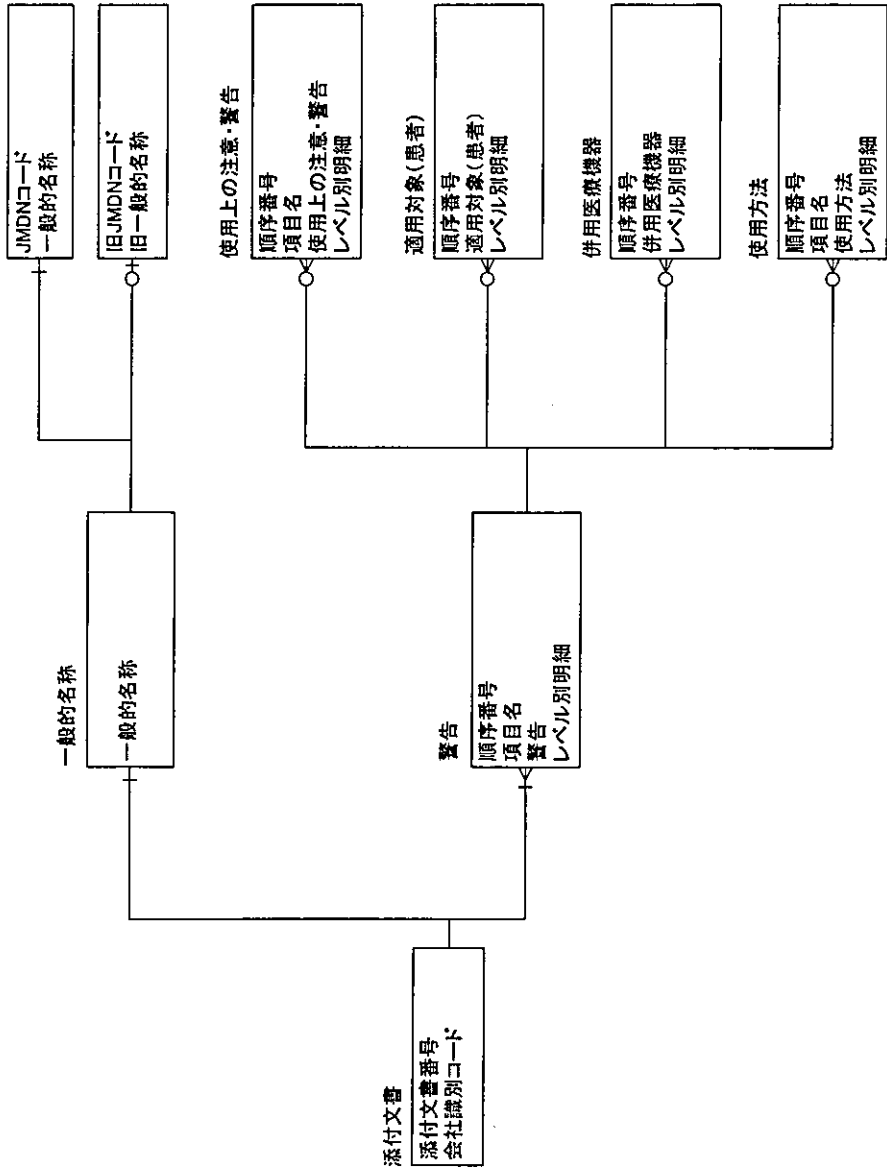 添付文書
添付文書番号
会社識別コード
一般的名称
一般的名称
警告
順序番号
項目名
警告
レベル別明細
JMDNコード
一般的名称
旧JMDNコード
旧一般的名称
使用上の注意・警告
順序番号
項目名
使用上の注意・警告
レベル別明細
適用対象(患者)
順序番号
適用対象(患者)
レベル別明細
併用医療機器
順序番号
併用医療機器
レベル別明細
使用方法
順序番号
項目名
使用方法
レベル別明細